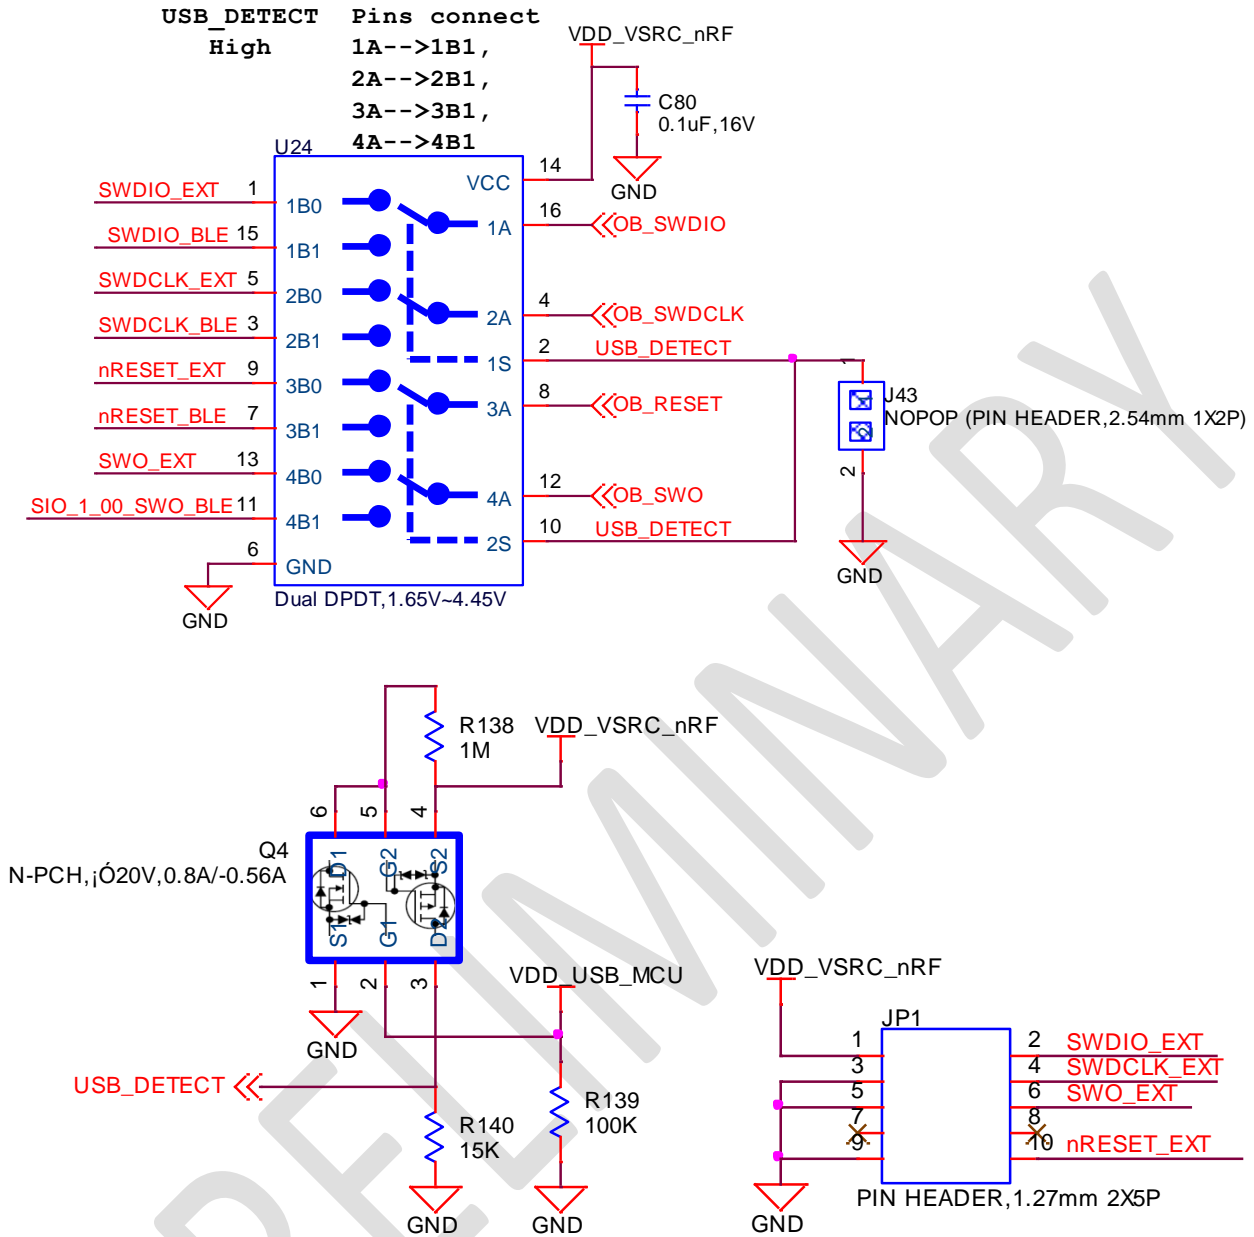 USB_DETECT Pins connect
High 1A-->1B1,
2A-->2B1,
3A-->3B1,
4A-->4B1
VDD_VSRC_nRF
C80
0.1uF,16V
GND
U24
SWDIO_EXT 1 1B0
SWDIO_BLE 15 1B1
SWDCLK_EXT 5 2B0
SWDCLK_BLE 3 2B1
nRESET_EXT 9 3B0
nRESET_BLE 7 3B1
SWO_EXT 13 4B0
SIO_1_00_SWO_BLE 11 4B1
6 GND
GND
VCC 14
1A 16 OB_SWDIO
2A 4 OB_SWDCLK
1S 2 USB_DETECT
3A 8 OB_RESET
4A 12 OB_SWO
2S 10 USB_DETECT
Dual DPDT,1.65V~4.45V
1
J43
NOPOP (PIN HEADER,2.54mm 1X2P)
2
GND
R138
1M
VDD_VSRC_nRF
6 5 4
Q4
N-PCH,¡Ó20V,0.8A/-0.56A
D1 G2 S2
S1 G1 D2
1 2 3
GND
VDD_USB_MCU
USB_DETECT
R140
15K
R139
100K
GND
GND
VDD_VSRC_nRF
JP1
1 2 SWDIO_EXT
3 4 SWDCLK_EXT
5 6 SWO_EXT
7 8
9 10 nRESET_EXT
PIN HEADER,1.27mm 2X5P
GND
PRELIMINARY